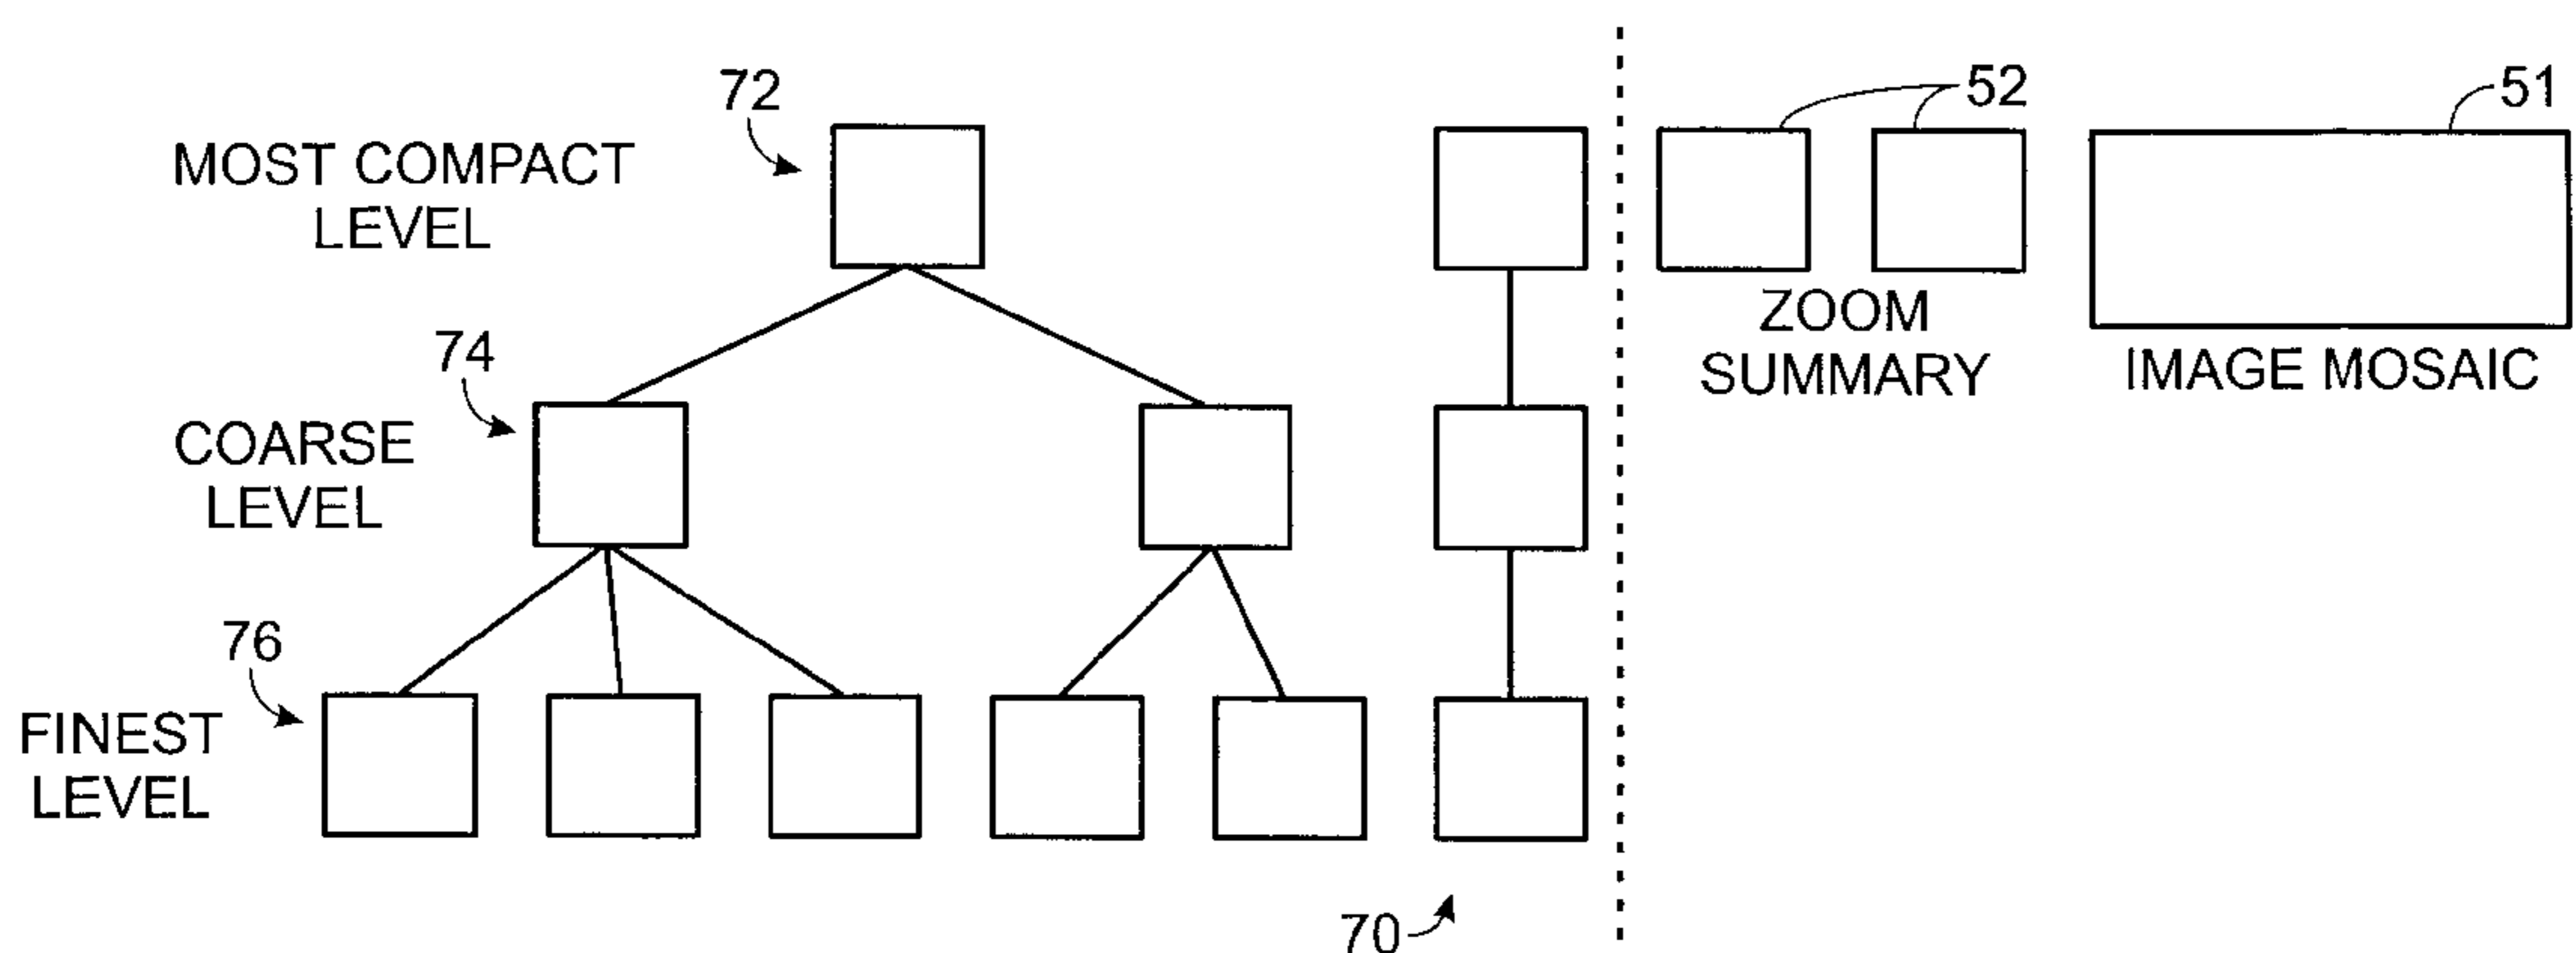 72
52
51
MOST COMPACT
LEVEL
ZOOM
SUMMARY
IMAGE MOSAIC
74
COARSE
LEVEL
76
FINEST
LEVEL
70